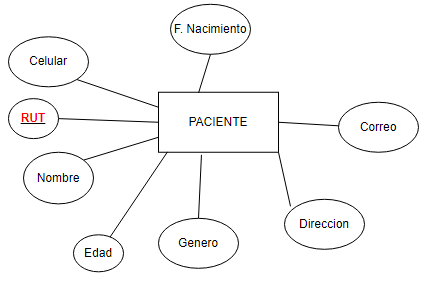 F. Nacimiento
Celular
RUT
PACIENTE
Correo
Nombre
Direccion
Genero
Edad